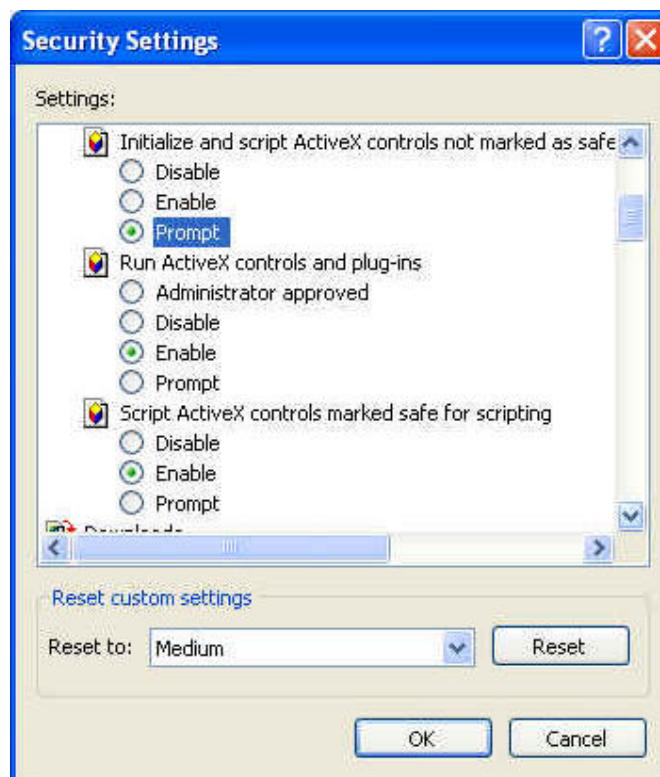 Security Settings
Settings:
Initialize and script ActiveX controls not marked as safe
Disable
Enable
Prompt
Run ActiveX controls and plug-ins
Administrator approved
Disable
Enable
Prompt
Script ActiveX controls marked safe for scripting
Disable
Enable
Prompt
Downloads
Reset custom settings
Reset to: Medium Reset
OK Cancel